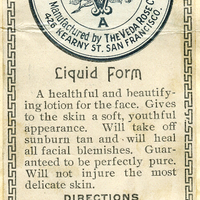 A
Manufactured by THE VEDA ROSE CO.
426 KEARNY ST. SAN FRANCISCO.
Liquid Form
A healthful and beautify-
ing lotion for the face. Gives
to the skin a soft, youthful
appearance. Will take off
sunburn tan and will heal
all facial blemishes. Guar-
anteed to be perfectly pure.
Will not injure the most
delicate skin.
DIRECTIONS